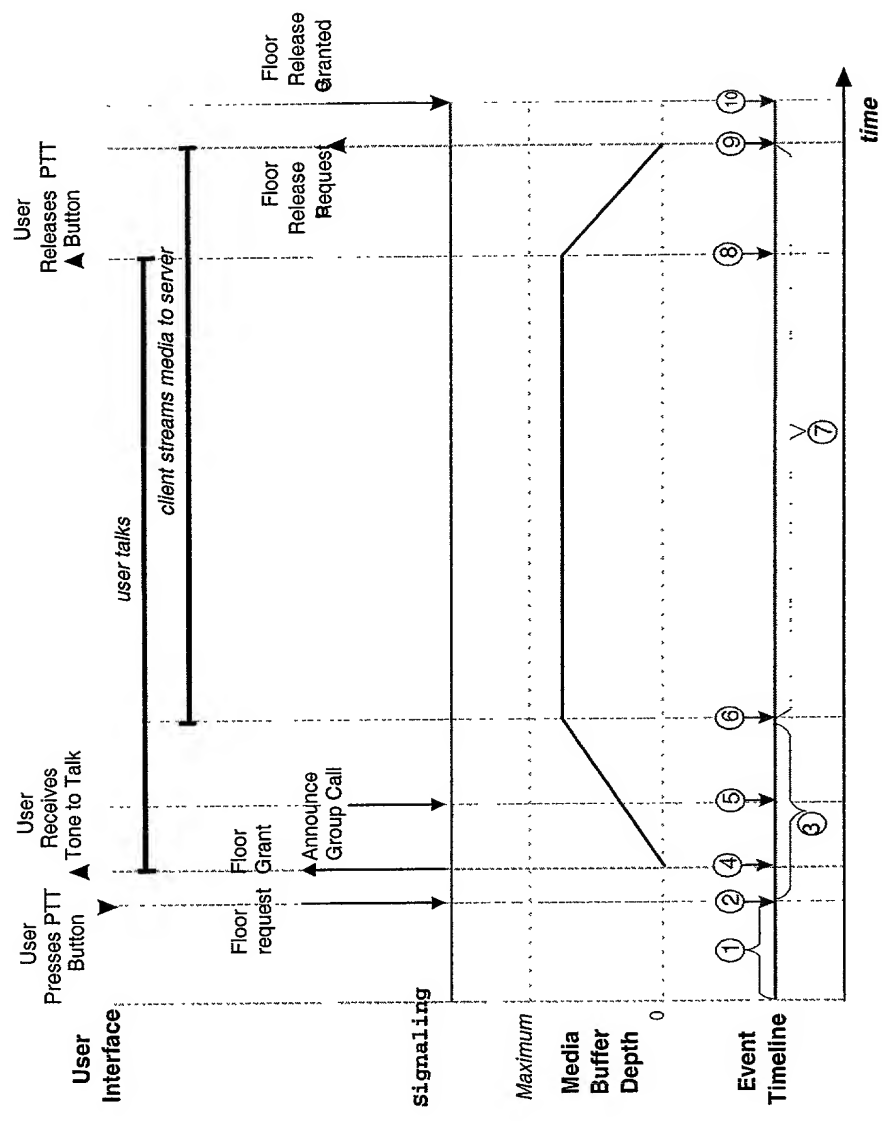 User
Presses PTT
Button
User
Receives
Tone to Talk
User
Releases PTT
Button
User
Interface
user talks
client streams media to server
Floor
request
Floor
Grant
Announce
Group Call
Floor
Release
Request
Floor
Release
Granted
Signaling
Maximum
Media
Buffer
Depth
0
Event
Timeline
1
2
3
4
5
6
7
8
9
10
time